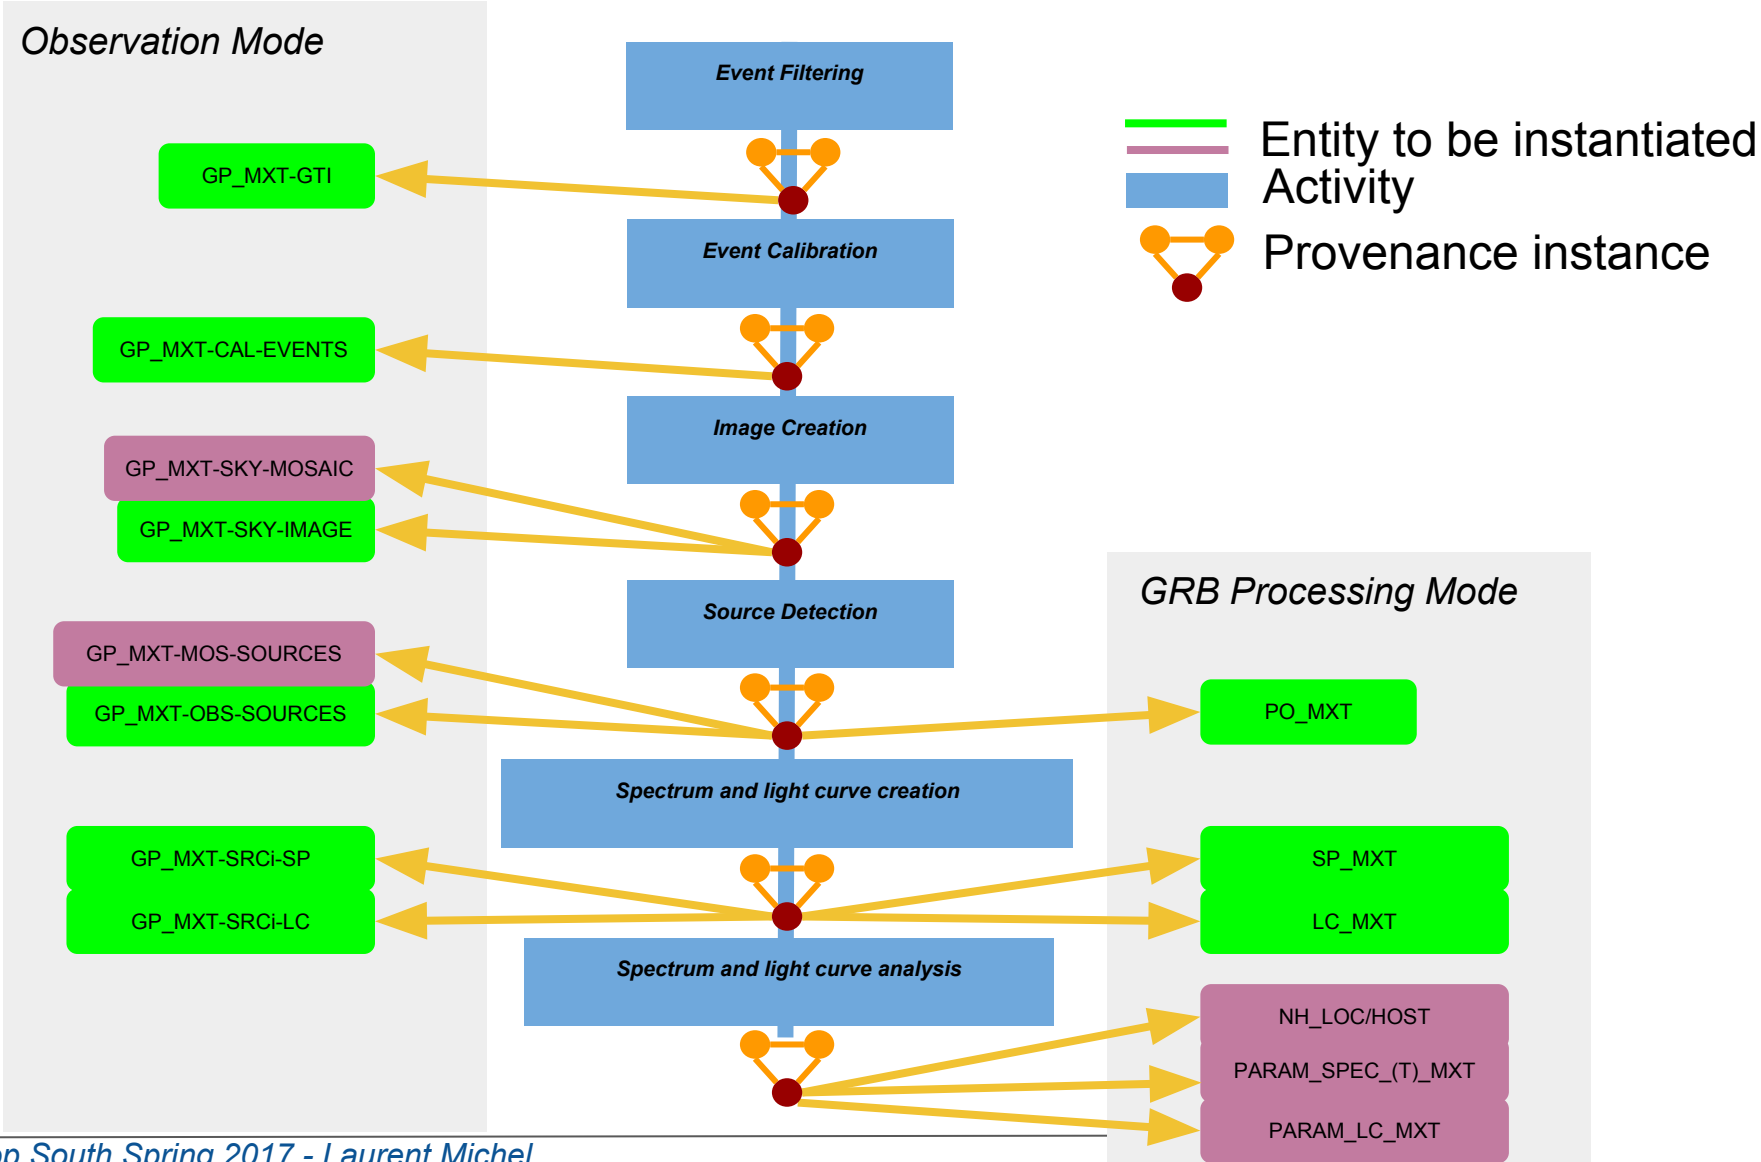 Observation Mode
Event Filtering
Entity to be instantiated
Activity
Provenance instance
GP_MXT-GTI
Event Calibration
GP_MXT-CAL-EVENTS
Image Creation
GP_MXT-SKY-MOSAIC
GP_MXT-SKY-IMAGE
Source Detection
GRB Processing Mode
GP_MXT-MOS-SOURCES
GP_MXT-OBS-SOURCES
PO_MXT
Spectrum and light curve creation
GP_MXT-SRCi-SP
SP_MXT
GP_MXT-SRCi-LC
LC_MXT
Spectrum and light curve analysis
NH_LOC/HOST
PARAM_SPEC_(T)_MXT
PARAM_LC_MXT
South Spring 2017 - Laurent Michel